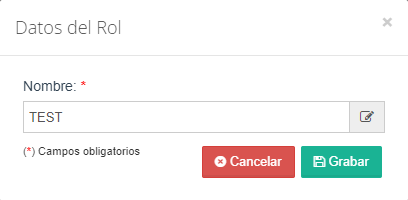 Datos del Rol
×
Nombre: *
TEST
(*) Campos obligatorios
Cancelar
Grabar